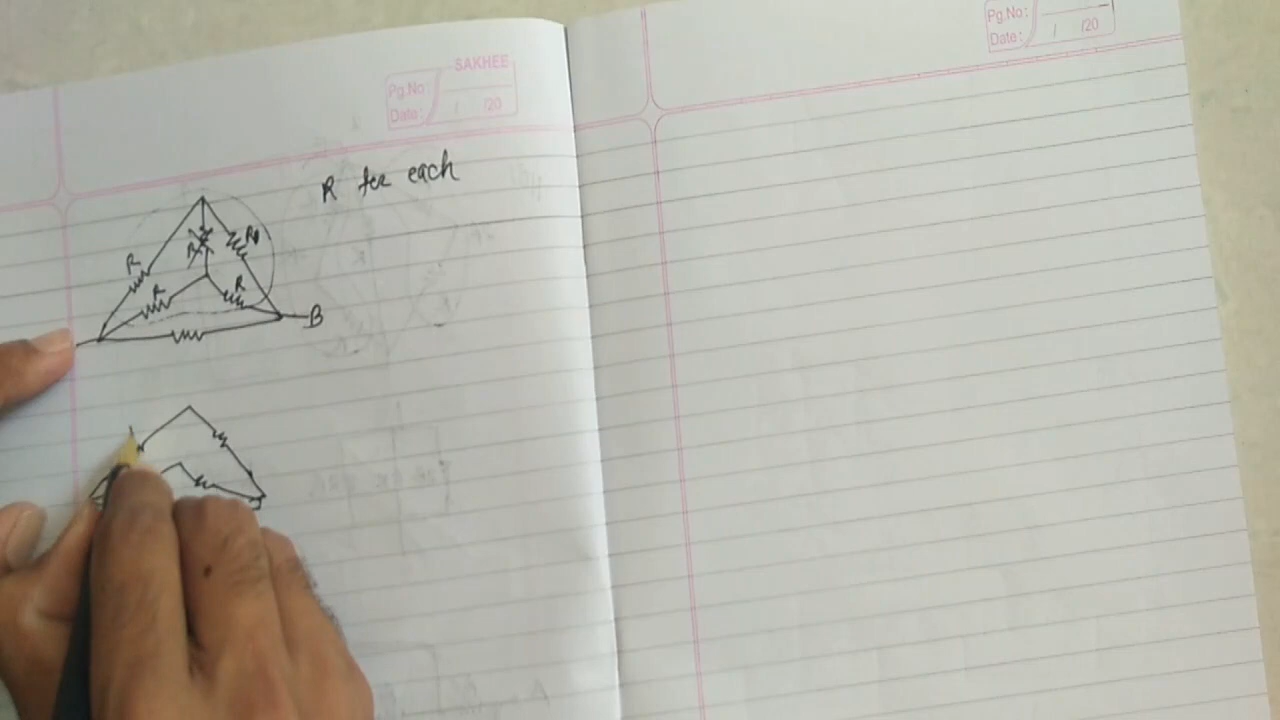 SAKHEE
Pg.No:
Date: / /20
Pg.No:
Date: / /20
R for each
R
R
R
R
R
B